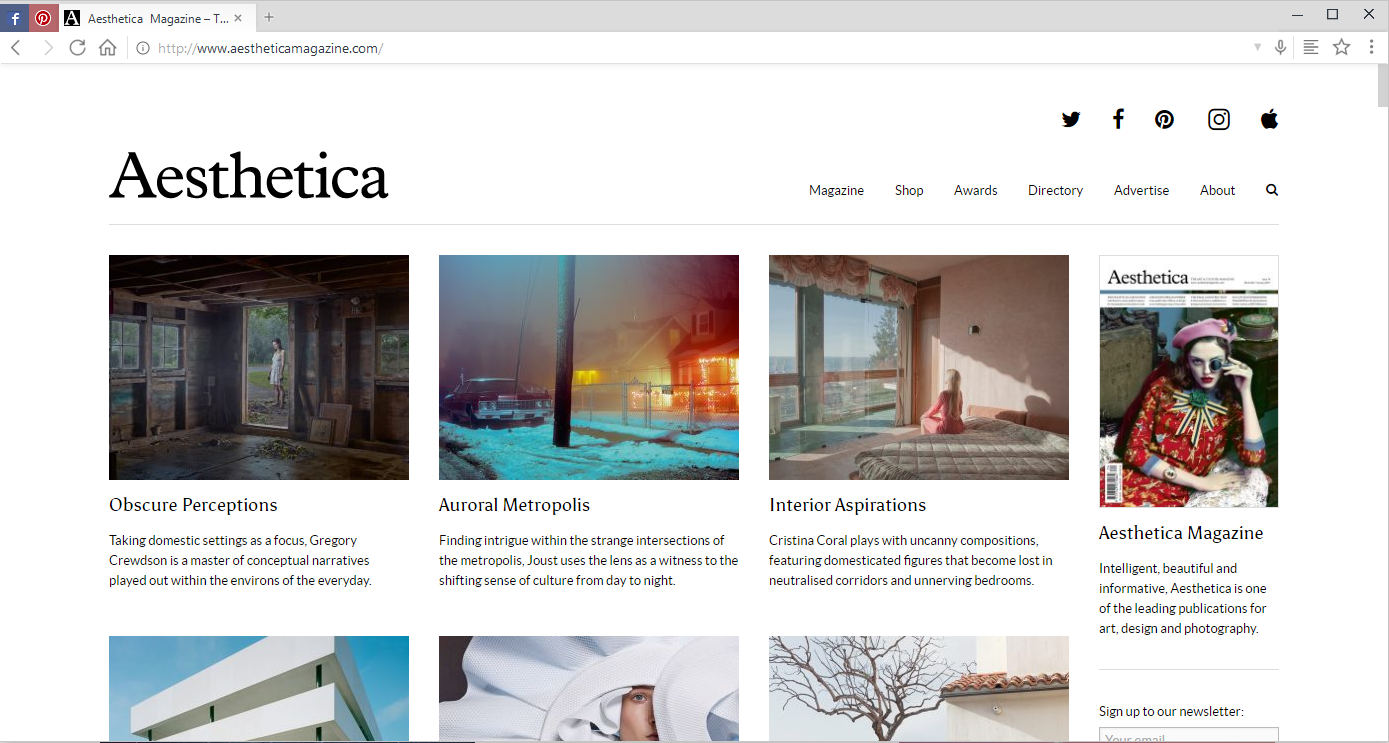 Aesthetica Magazine – T...
http://www.aestheticamagazine.com/
Aesthetica
Magazine Shop Awards Directory Advertise About
Aesthetica
Obscure Perceptions
Taking domestic settings as a focus, Gregory
Crewdson is a master of conceptual narratives
played out within the environs of the everyday.
Auroral Metropolis
Finding intrigue within the strange intersections of
the metropolis, Joust uses the lens as a witness to the
shifting sense of culture from day to night.
Interior Aspirations
Cristina Coral plays with uncanny compositions,
featuring domesticated figures that become lost in
neutralised corridors and unnerving bedrooms.
Aesthetica Magazine
Intelligent, beautiful and
informative, Aesthetica is one
of the leading publications for
art, design and photography.
Sign up to our newsletter:
Your email